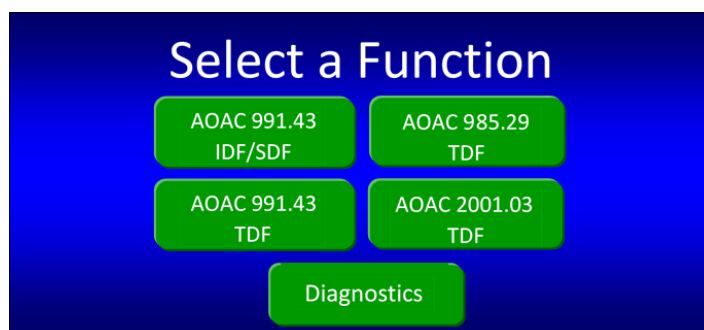 Select a Function
AOAC 991.43
IDF/SDF
AOAC 985.29
TDF
AOAC 991.43
TDF
AOAC 2001.03
TDF
Diagnostics